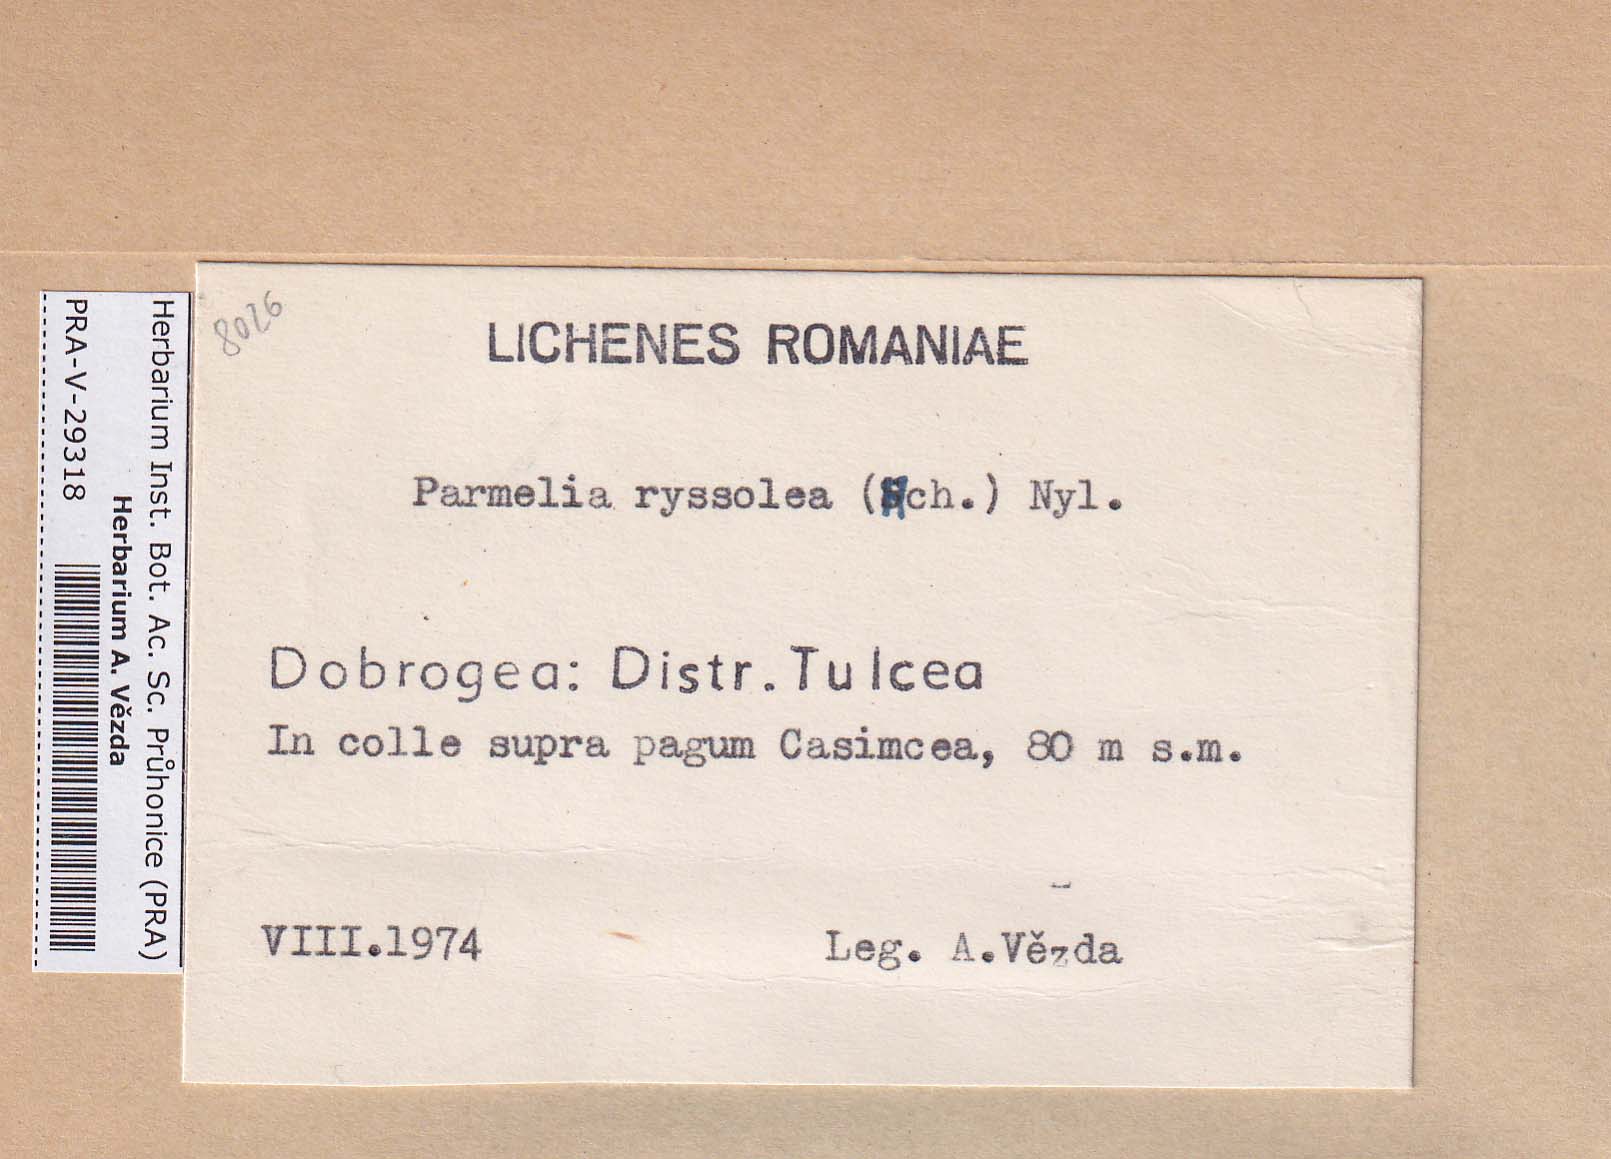 8026
LICHENES ROMANIAE
Parmelia ryssolea (Ach.) Nyl.
Dobrogea: Distr. Tulcea
In colle supra pagum Casimcea, 80 m s.m.
VIII.1974 Leg. A.Vězda
Herbarium Inst. Bot. Ac. Sc. Průhonice (PRA)
Herbarium A. Vězda
PRA-V-29318